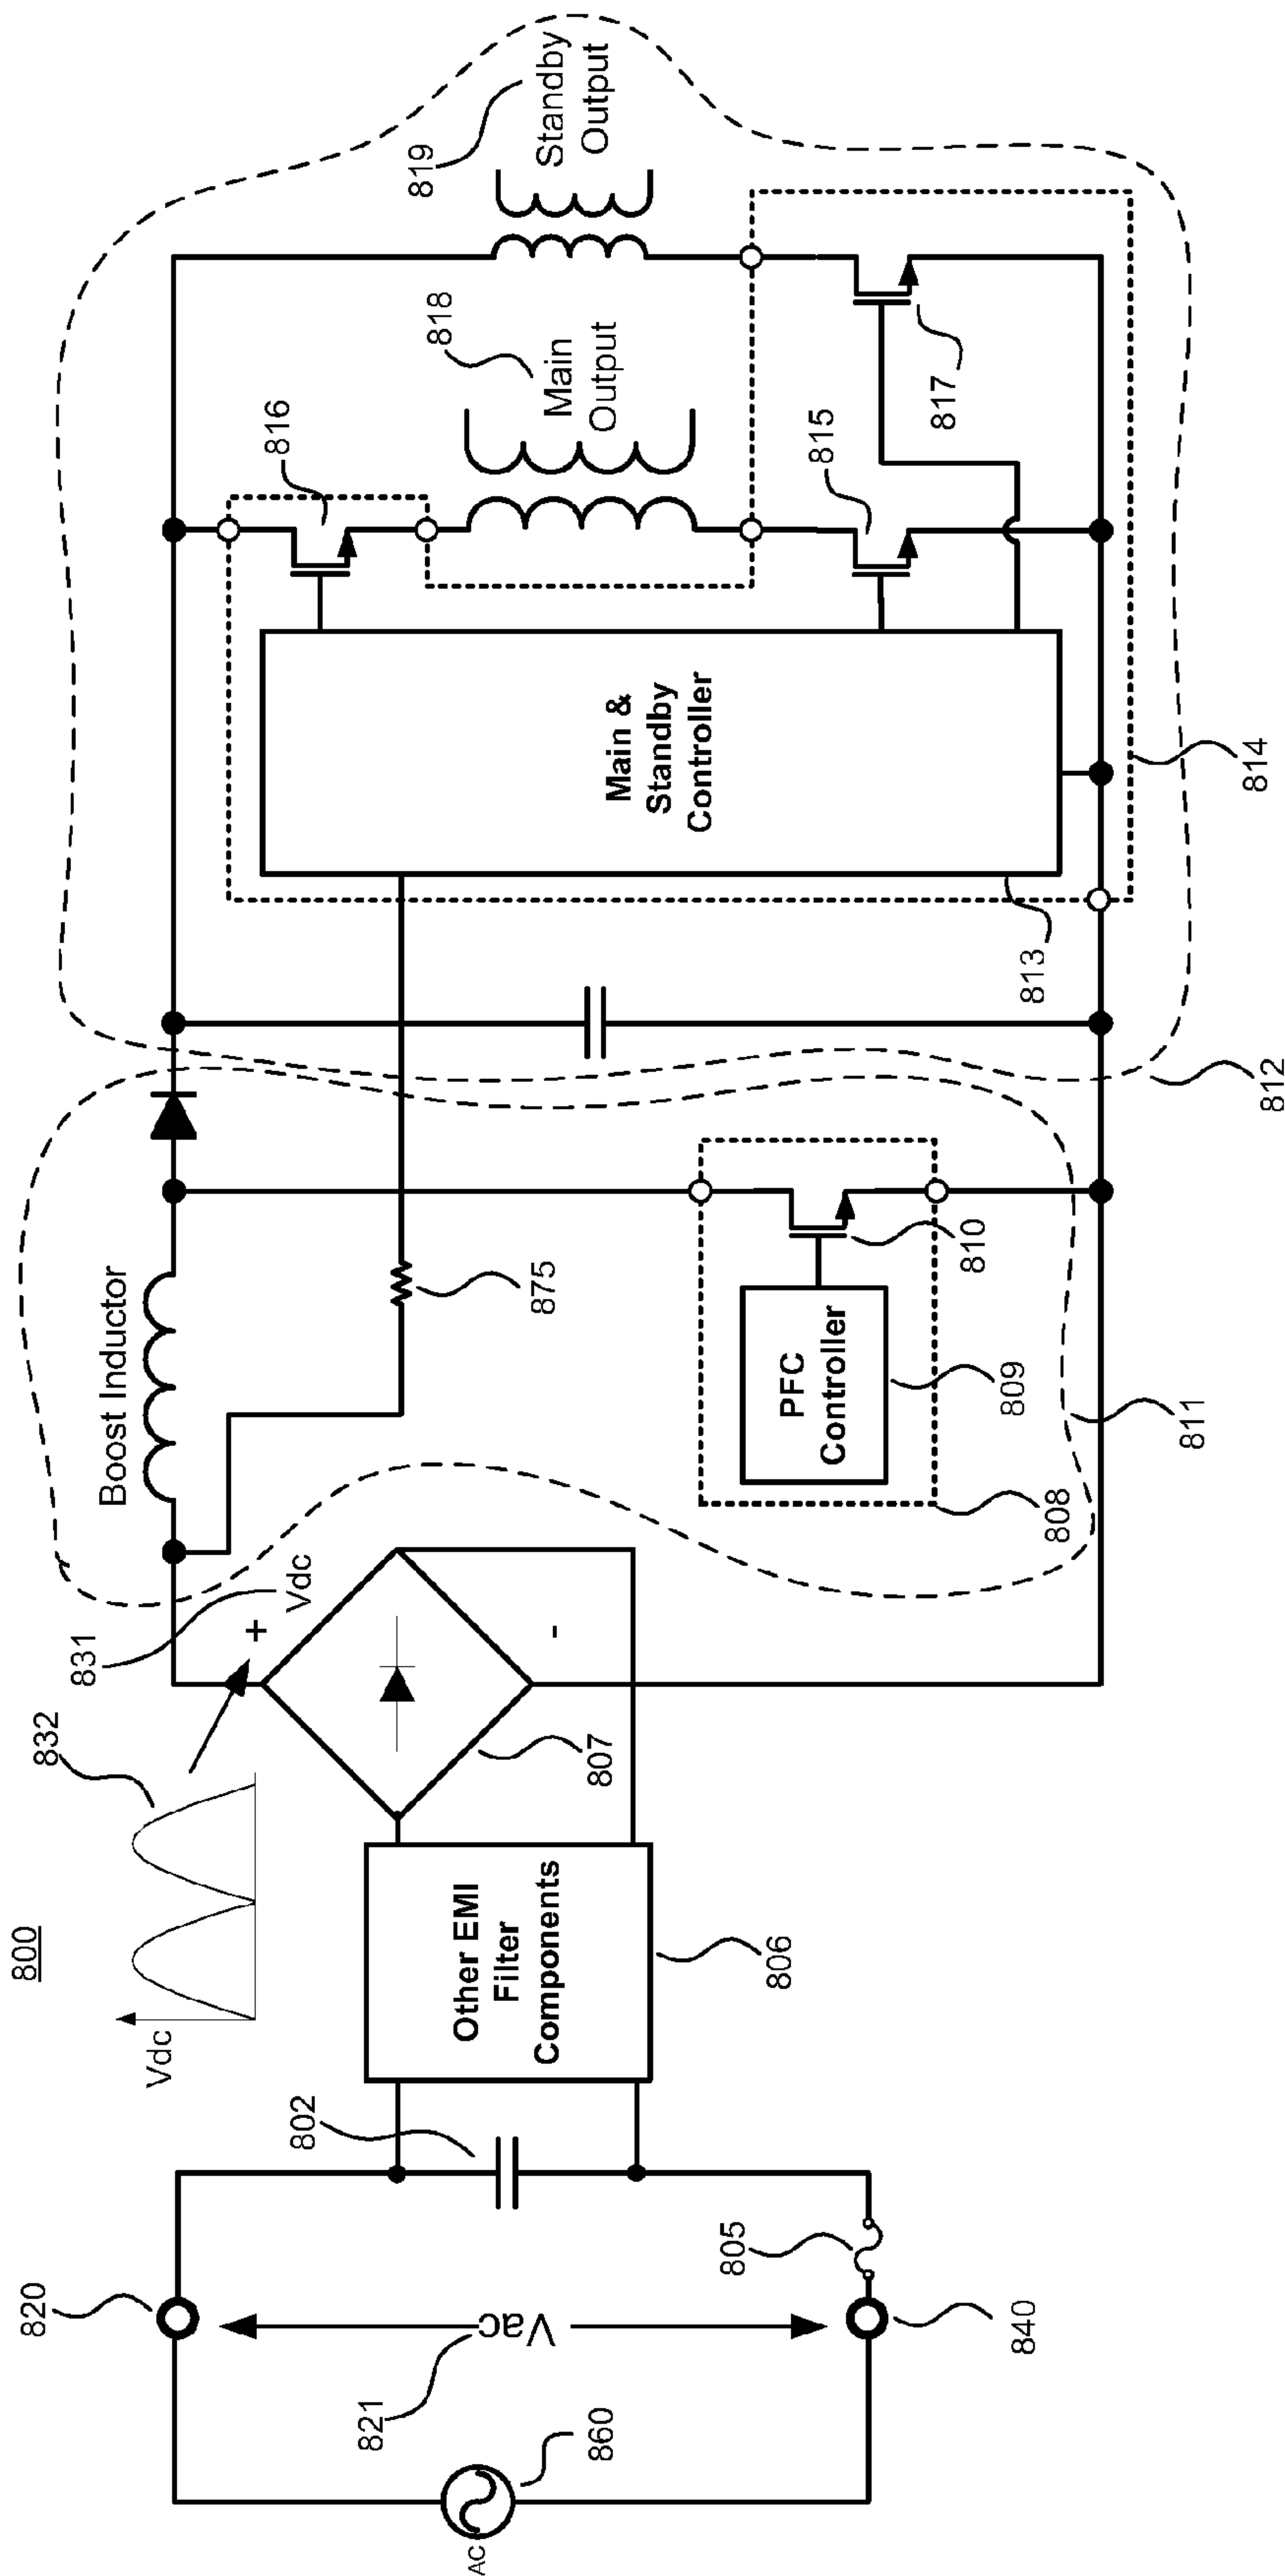 800
832
Vdc
831
+
Vdc
-
Boost Inductor
820
821
Vac
AC
860
840
805
802
Other EMI
Filter
Components
806
807
875
PFC
Controller
809
810
808
811
812
813
814
Main &
Standby
Controller
816
815
817
818
Main
Output
819
Standby
Output